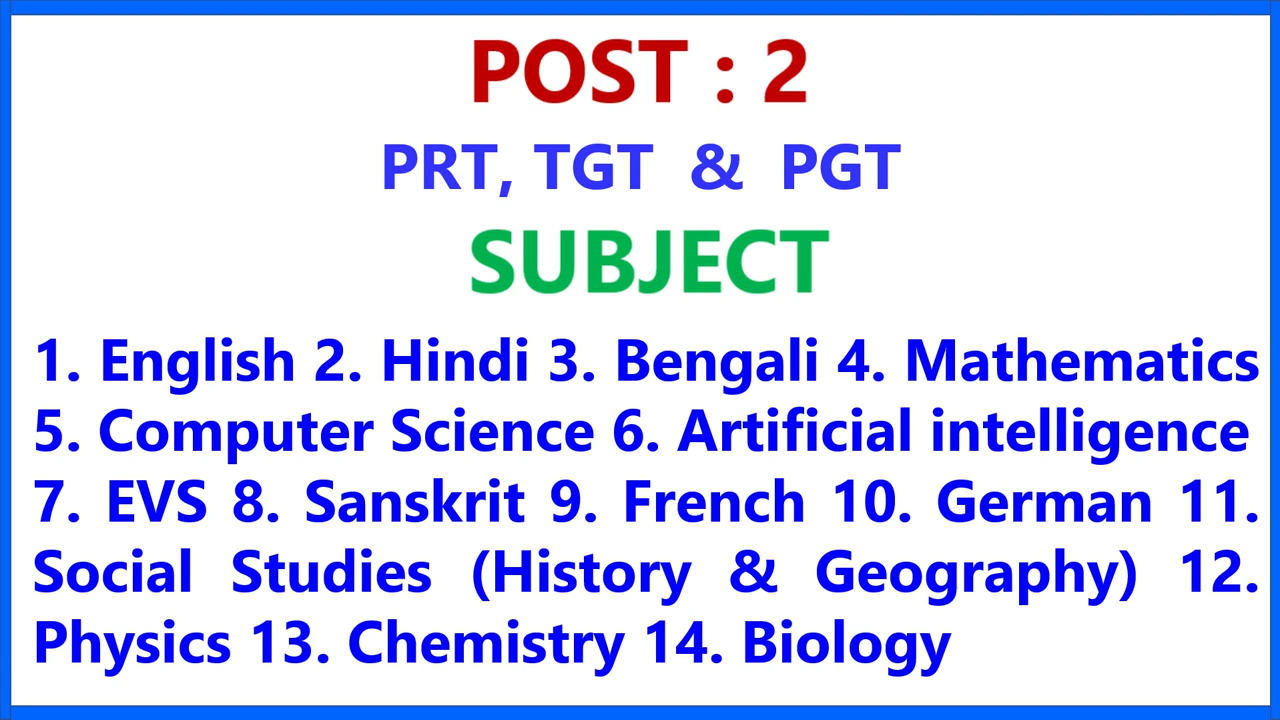 POST : 2
PRT, TGT & PGT
SUBJECT
1. English 2. Hindi 3. Bengali 4. Mathematics
5. Computer Science 6. Artificial intelligence
7. EVS 8. Sanskrit 9. French 10. German 11.
Social Studies (History & Geography) 12.
Physics 13. Chemistry 14. Biology